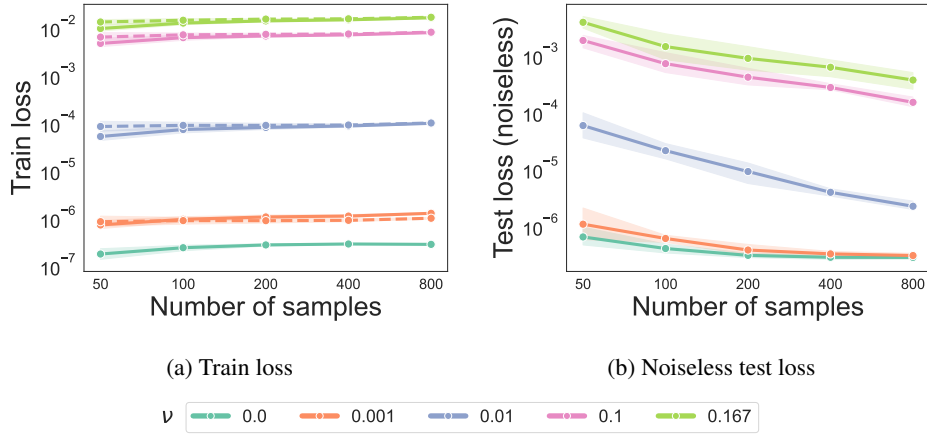 Train loss
10⁻²
10⁻³
10⁻⁴
10⁻⁵
10⁻⁶
10⁻⁷
50 100 200 400 800
Number of samples
Test loss (noiseless)
10⁻³
10⁻⁴
10⁻⁵
10⁻⁶
50 100 200 400 800
Number of samples
(a) Train loss
(b) Noiseless test loss
ν 0.0 0.001 0.01 0.1 0.167